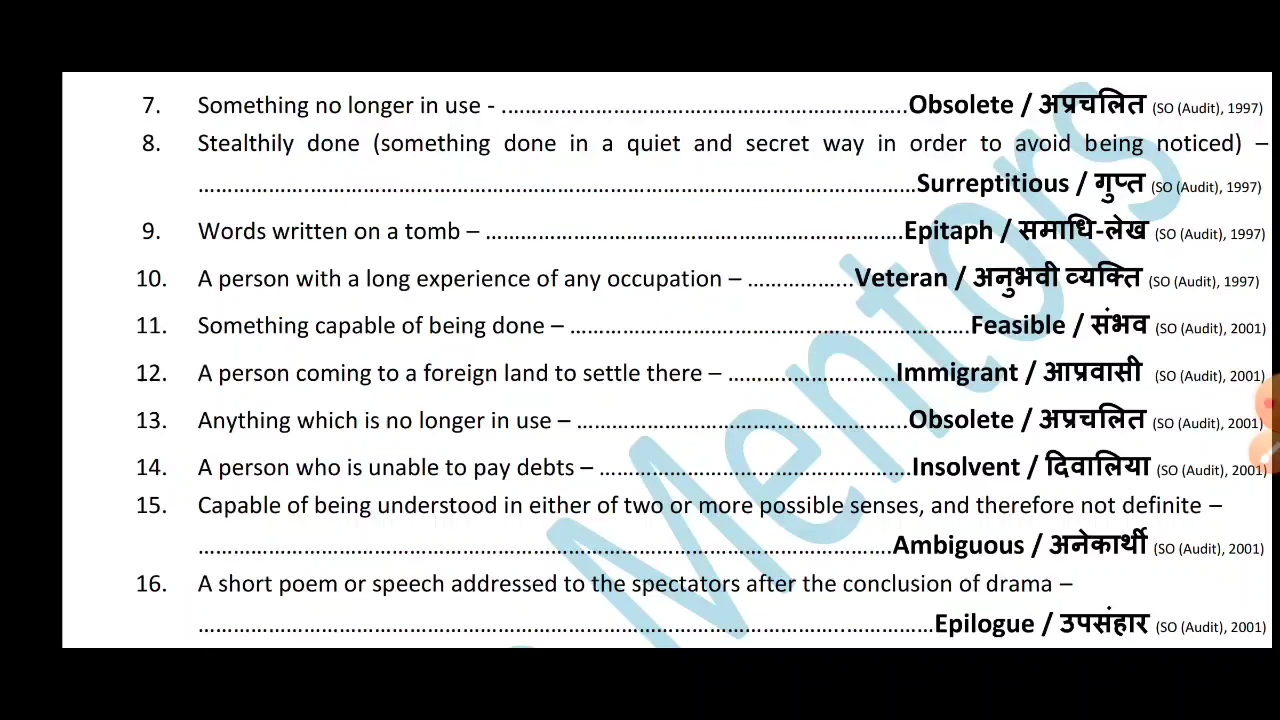 7. Something no longer in use - ......................................................................Obsolete / अप्रचलित (SO (Audit), 1997)
8. Stealthily done (something done in a quiet and secret way in order to avoid being noticed) –
..........................................................................................................................Surreptitious / गुप्त (SO (Audit), 1997)
9. Words written on a tomb – .......................................................................Epitaph / समाधि-लेख (SO (Audit), 1997)
10. A person with a long experience of any occupation – ..................Veteran / अनुभवी व्यक्ति (SO (Audit), 1997)
11. Something capable of being done – ....................................................................Feasible / संभव (SO (Audit), 2001)
12. A person coming to a foreign land to settle there – .............................Immigrant / आप्रवासी (SO (Audit), 2001)
13. Anything which is no longer in use – .........................................................Obsolete / अप्रचलित (SO (Audit), 2001)
14. A person who is unable to pay debts – .....................................................Insolvent / दिवालिया (SO (Audit), 2001)
15. Capable of being understood in either of two or more possible senses, and therefore not definite –
......................................................................................................................Ambiguous / अनेकार्थी (SO (Audit), 2001)
16. A short poem or speech addressed to the spectators after the conclusion of drama –
.............................................................................................................................Epilogue / उपसंहार (SO (Audit), 2001)
Mentors